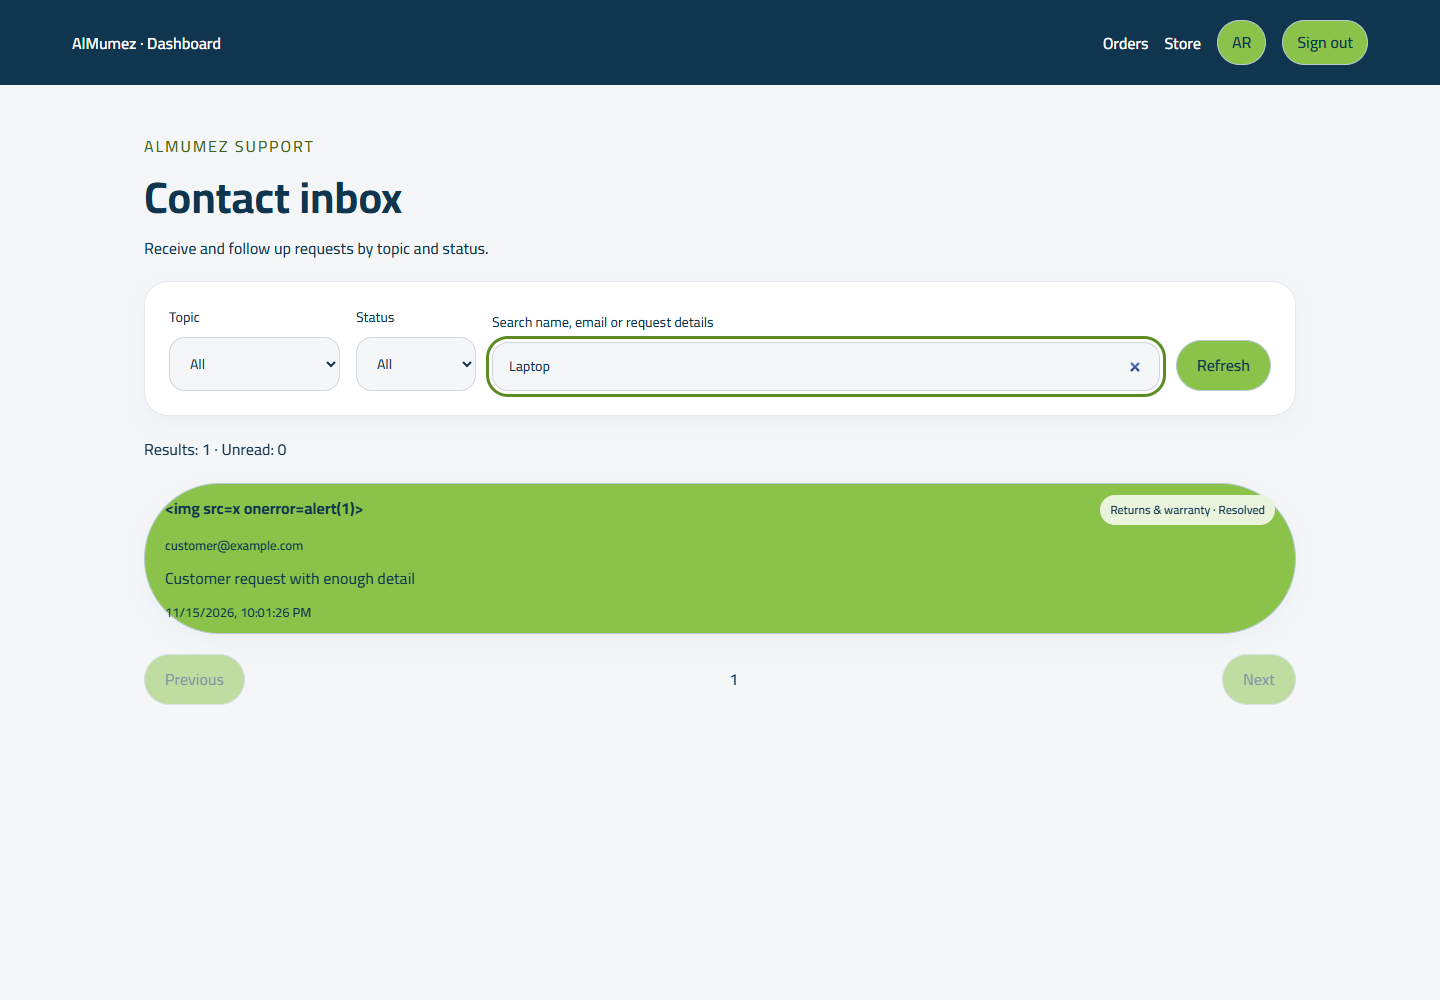 AlMumez · Dashboard
Orders Store AR Sign out
ALMUMEZ SUPPORT
Contact inbox
Receive and follow up requests by topic and status.
Topic Status Search name, email or request details
All All Laptop Refresh
Results: 1 · Unread: 0
<img src=x onerror=alert(1)> Returns & warranty · Resolved
customer@example.com
Customer request with enough detail
11/15/2026, 10:01:26 PM
Previous 1 Next